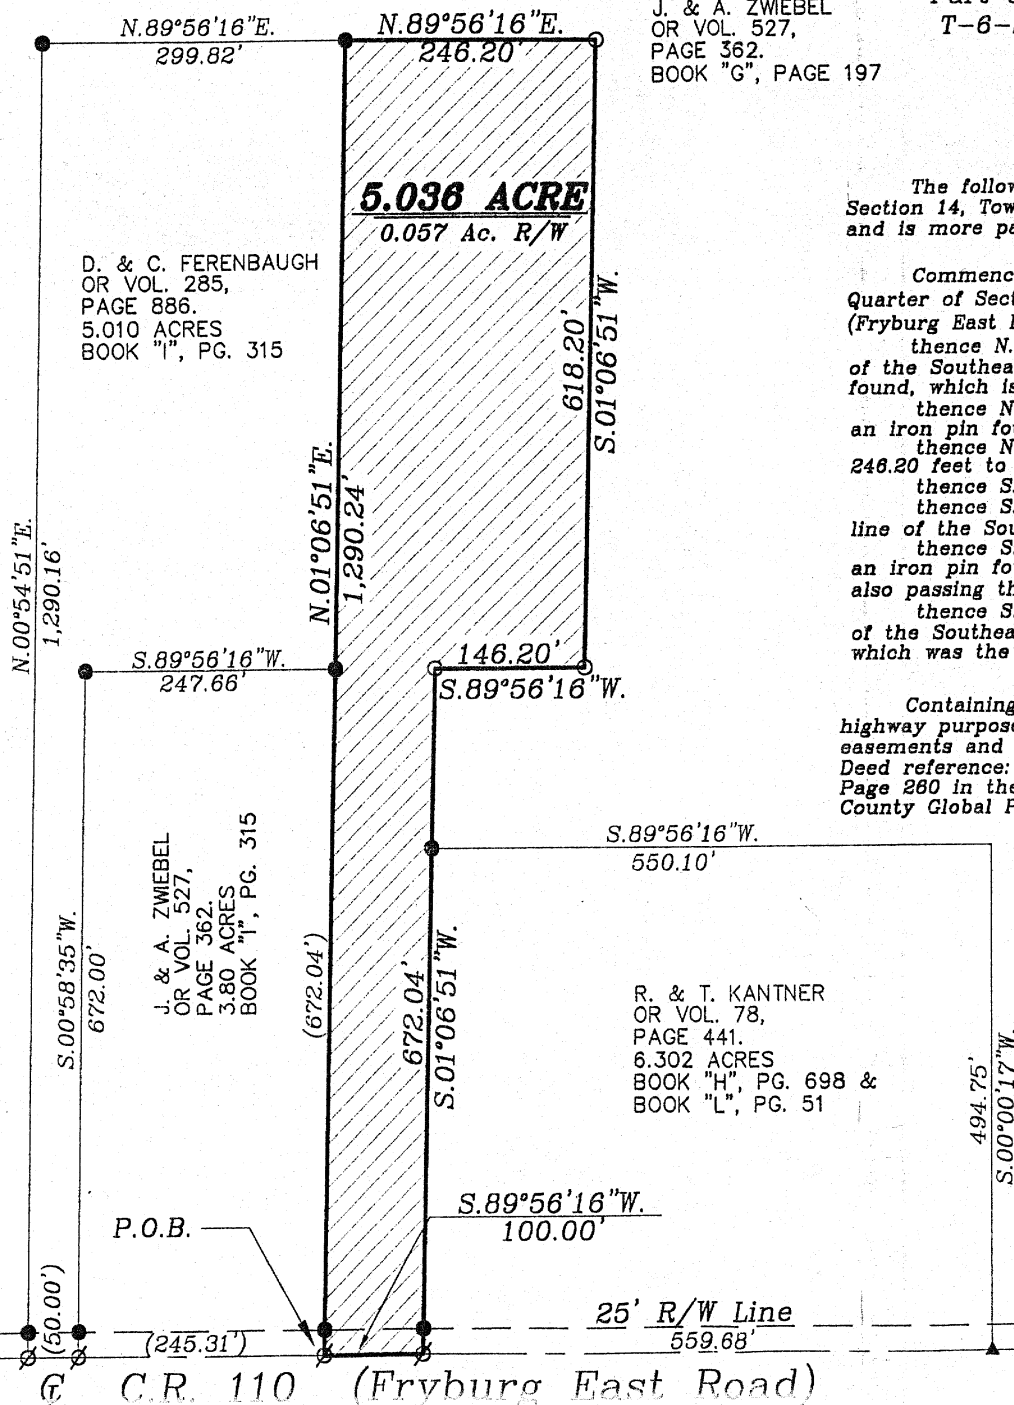 N.89°56'16"E.
299.82'
N.89°56'16"E.
246.20'
J. & A. ZWIEBEL
OR VOL. 527,
PAGE 362.
BOOK "G", PAGE 197
T-6-
5.036 ACRE
0.057 Ac. R/W
D. & C. FERENBAUGH
OR VOL. 285,
PAGE 886.
5.010 ACRES
BOOK "I", PG. 315
618.20'
S.01°06'51"W.
N.01°06'51"E.
1,290.24'
N.00°54'51"E.
1,290.16'
S.89°56'16"W.
247.66'
146.20'
S.89°56'16"W.
The follow
Section 14, Tow
and is more pa
Commenc
Quarter of Sect
(Fryburg East
thence N.
of the Southea
found, which is
thence N
an iron pin fo
thence N
246.20 feet to
thence S.
thence S.
line of the Sou
thence S.
an iron pin fo
also passing th
thence S.
of the Southea
which was the
Containing
highway purpose
easements and
Deed reference:
Page 260 in the
County Global P
S.89°56'16"W.
550.10'
J. & A. ZWIEBEL
OR VOL. 527,
PAGE 362.
3.80 ACRES
BOOK "I", PG. 315
S.00°58'35"W.
672.00'
(672.04')
672.04'
S.01°06'51"W.
R. & T. KANTNER
OR VOL. 78,
PAGE 441.
6.302 ACRES
BOOK "H", PG. 698 &
BOOK "L", PG. 51
494.75'
S.00°00'17"W.
S.89°56'16"W.
100.00'
P.O.B.
(50.00')
(245.31')
25' R/W Line
559.68'
C.R. 110 (Fryburg East Road)